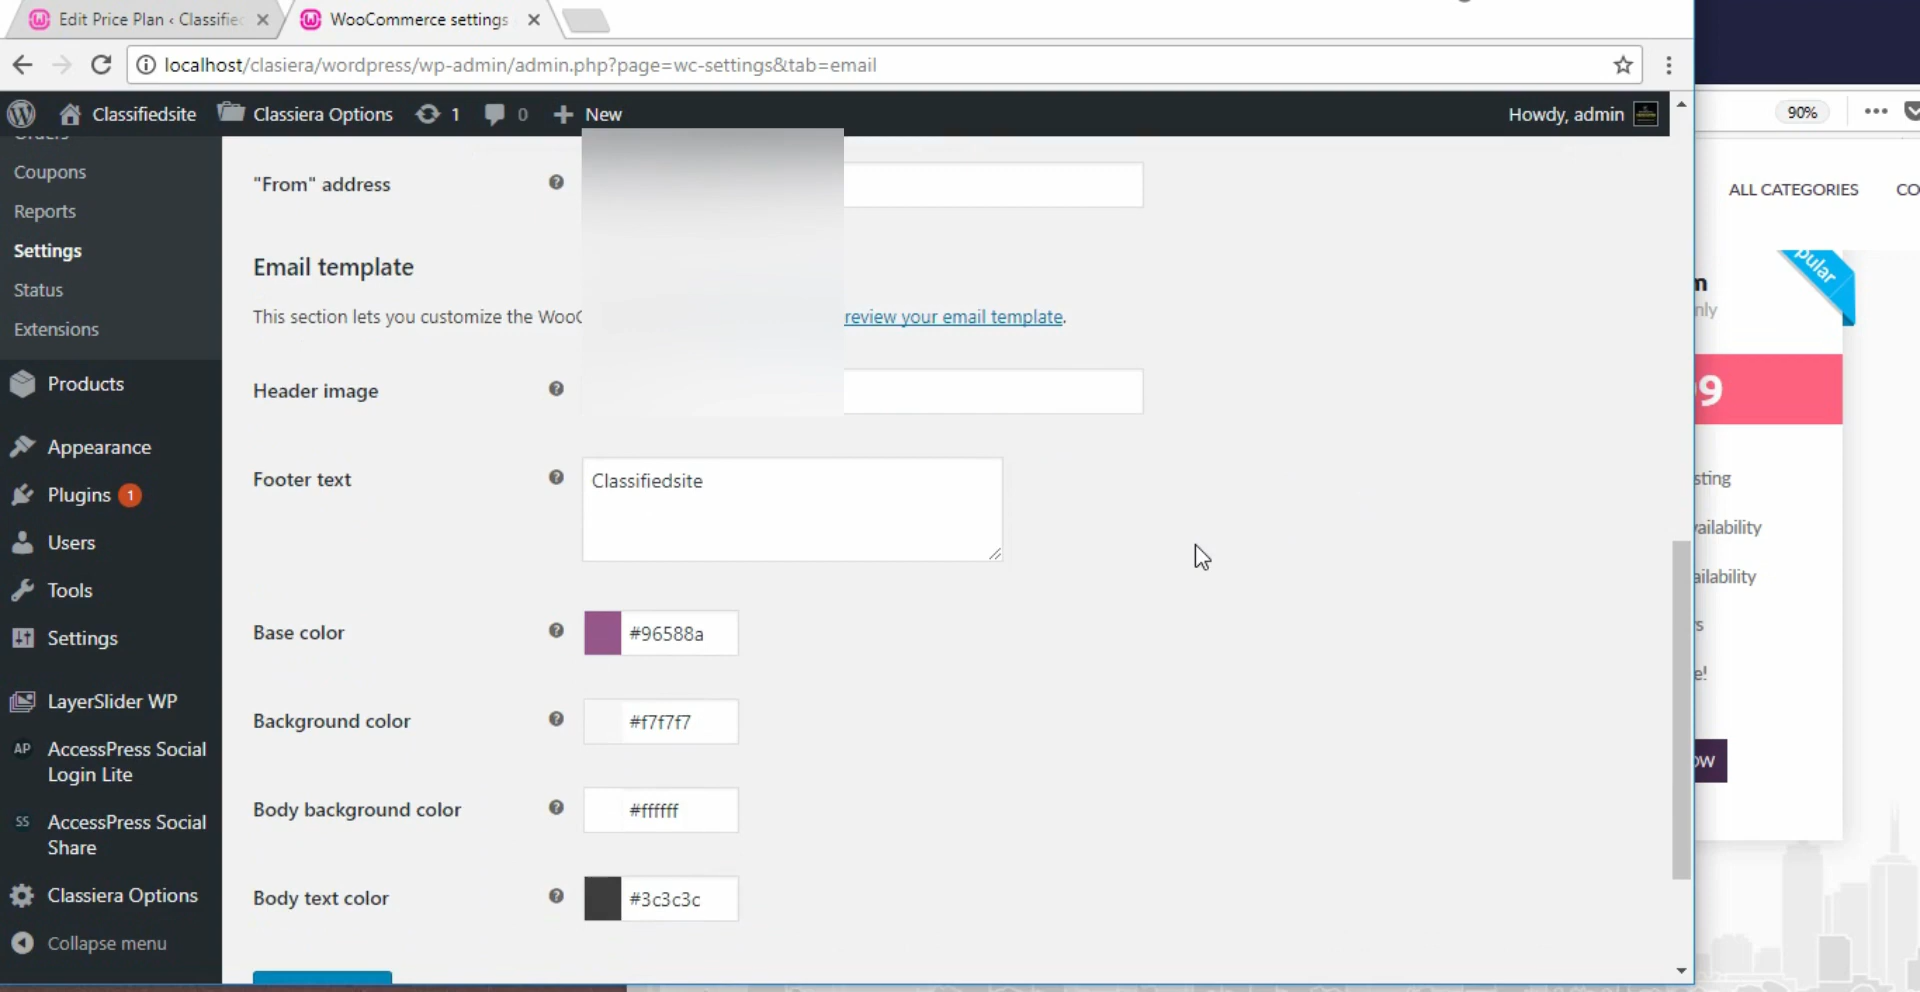 Edit Price Plan ‹ Classified
WooCommerce settings
localhost/clasiera/wordpress/wp-admin/admin.php?page=wc-settings&tab=email
Classifiedsite
Classiera Options
1
0
New
Howdy, admin
90%
Orders
Coupons
Reports
Settings
Status
Extensions
Products
Appearance
Plugins 1
Users
Tools
Settings
LayerSlider WP
AP AccessPress Social
Login Lite
SS AccessPress Social
Share
Classiera Options
Collapse menu
"From" address
Email template
This section lets you customize the WooC
review your email template.
Header image
Footer text
Classifiedsite
Base color
#96588a
Background color
#f7f7f7
Body background color
#ffffff
Body text color
#3c3c3c
ALL CATEGORIES
CO
pular
m
nly
9
sting
vailability
ailability
s
e!
OW